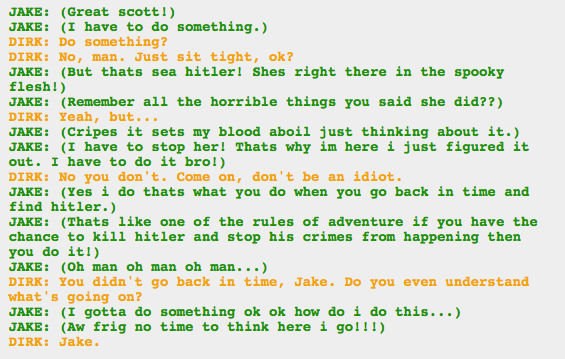 JAKE: (Great scott!)
JAKE: (I have to do something.)
DIRK: Do something?
DIRK: No, man. Just sit tight, ok?
JAKE: (But thats sea hitler! Shes right there in the spooky
flesh!)
JAKE: (Remember all the horrible things you said she did??)
DIRK: Yeah, but...
JAKE: (Cripes it sets my blood aboil just thinking about it.)
JAKE: (I have to stop her! Thats why im here i just figured it
out. I have to do it bro!)
DIRK: No you don't. Come on, don't be an idiot.
JAKE: (Yes i do thats what you do when you go back in time and
find hitler.)
JAKE: (Thats like one of the rules of adventure if you have the
chance to kill hitler and stop his crimes from happening then
you do it!)
JAKE: (Oh man oh man oh man...)
DIRK: You didn't go back in time, Jake. Do you even understand
what's going on?
JAKE: (I gotta do something ok ok how do i do this...)
JAKE: (Aw frig no time to think here i go!!!)
DIRK: Jake.